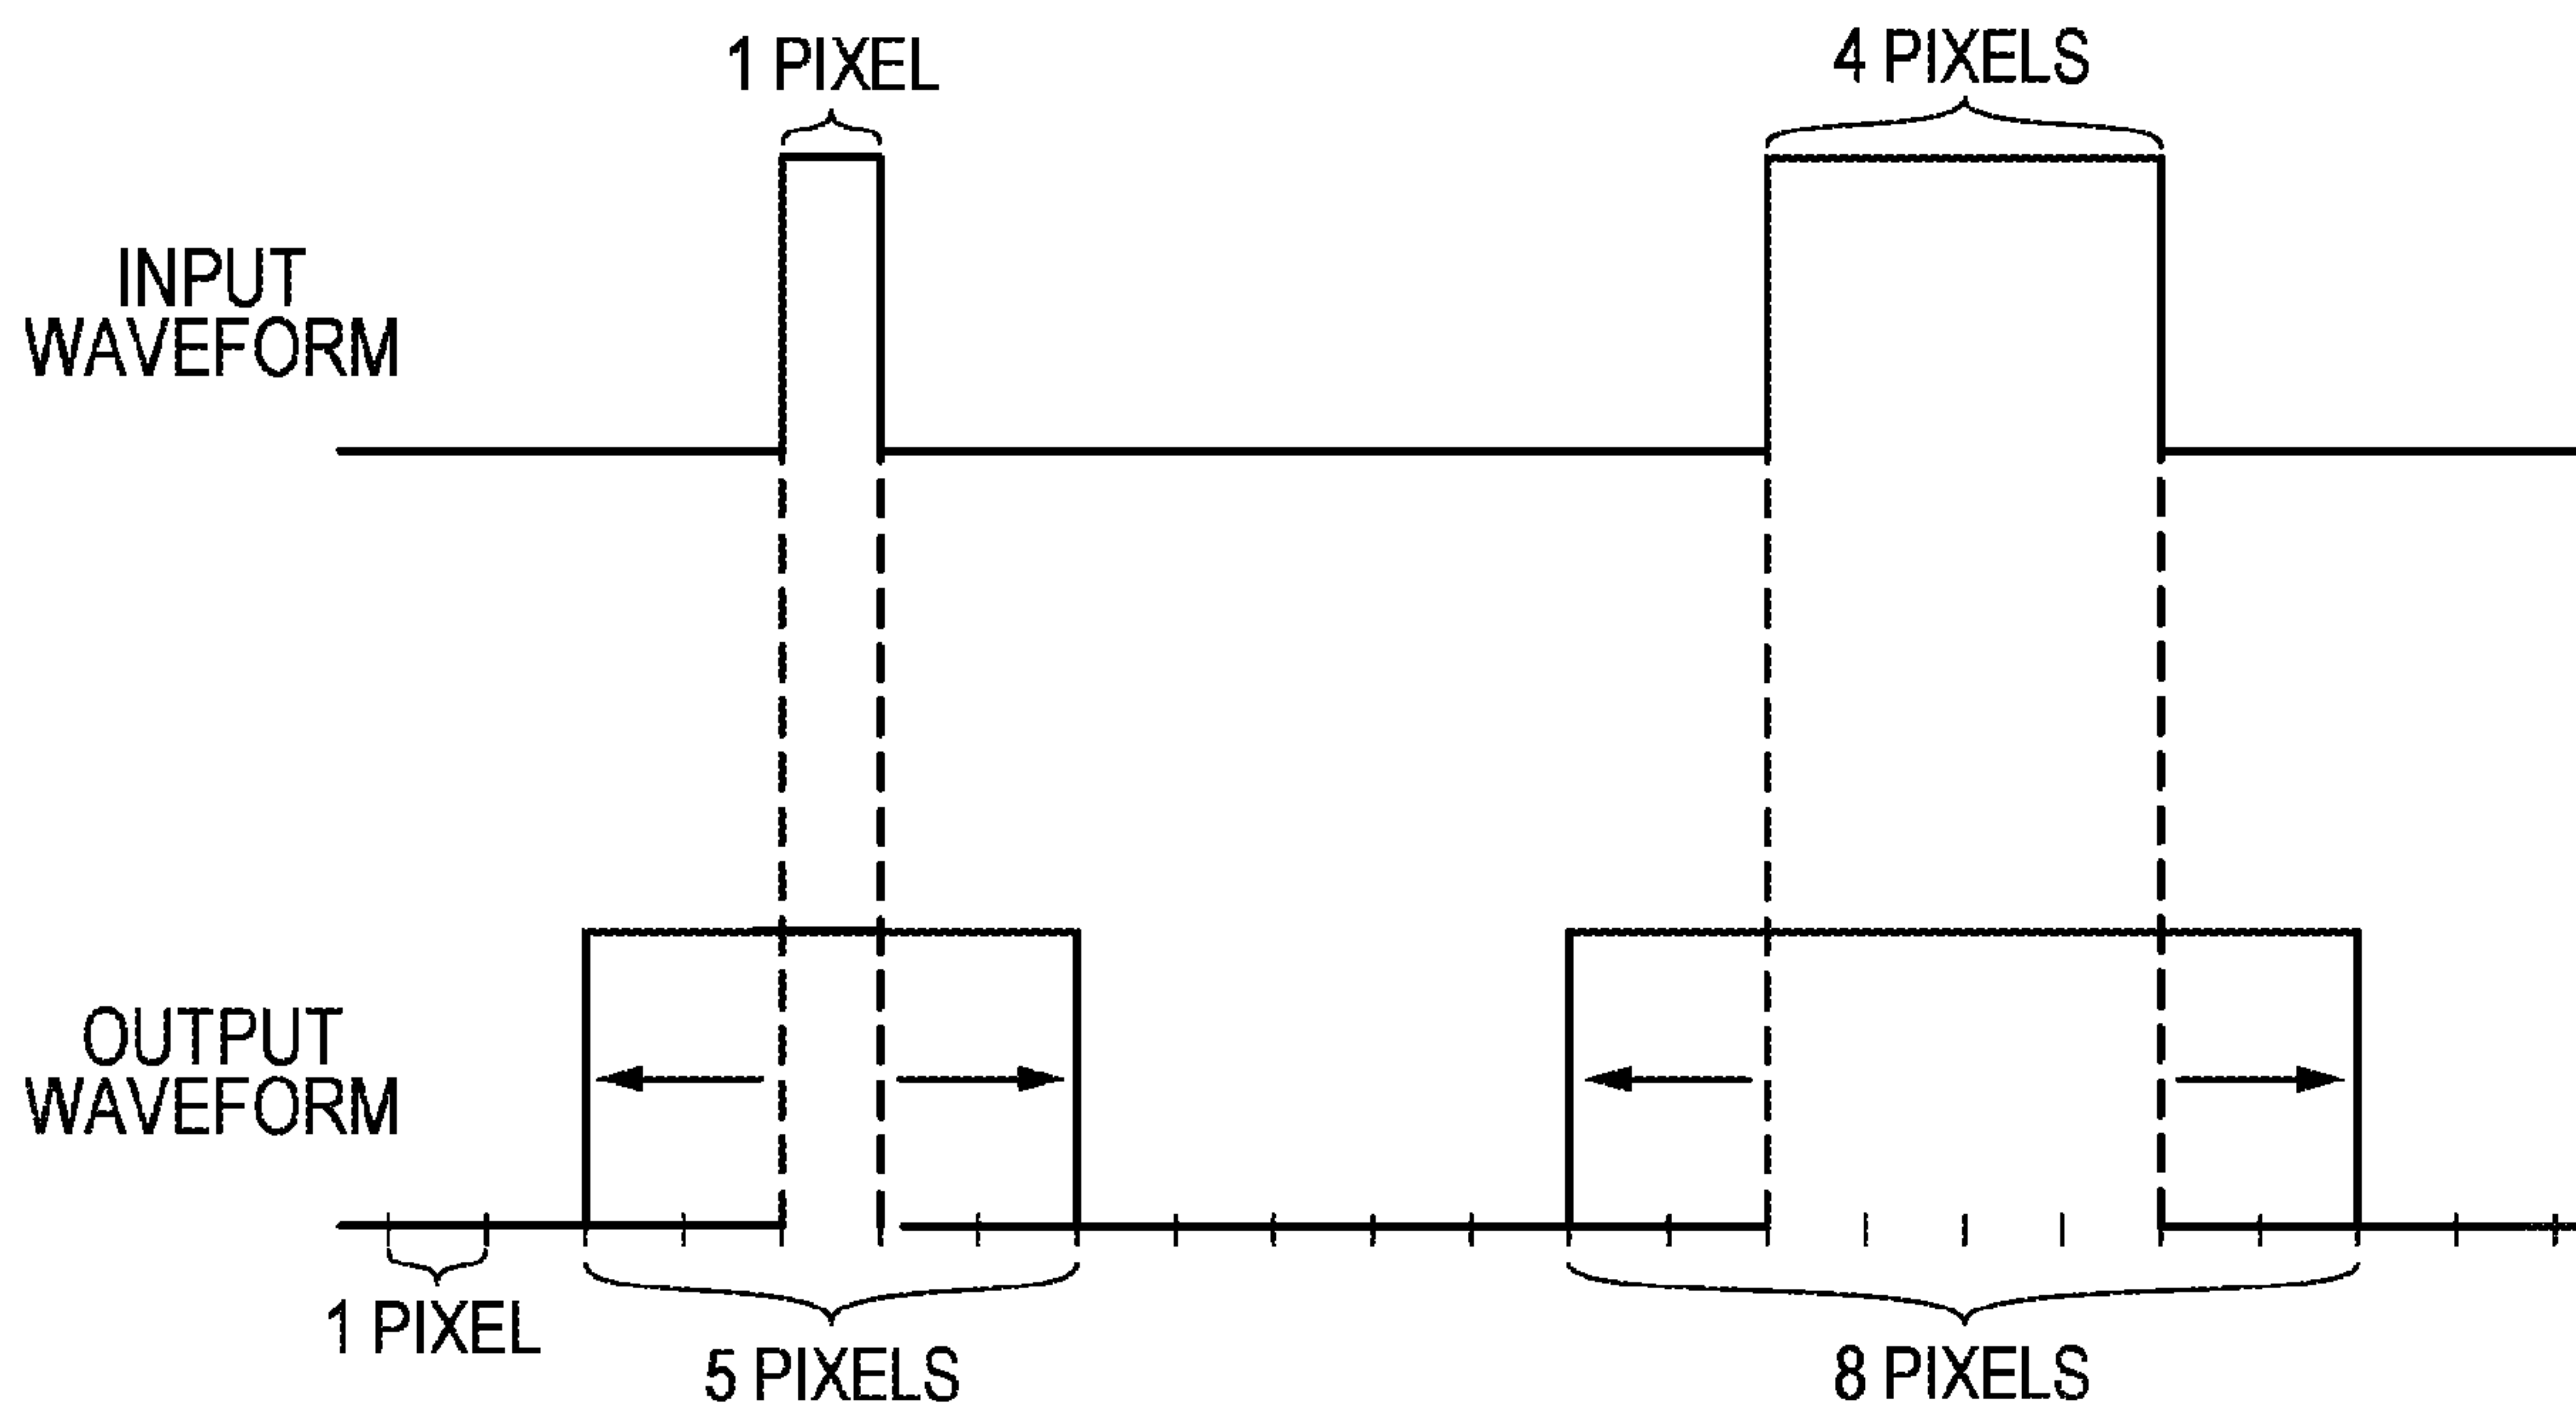 1 PIXEL
4 PIXELS
INPUT
WAVEFORM
OUTPUT
WAVEFORM
1 PIXEL
5 PIXELS
8 PIXELS